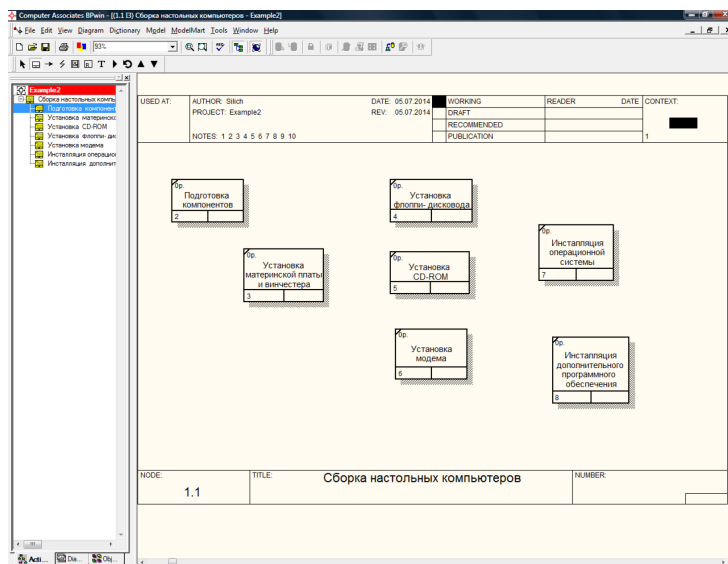 Computer Associates BPwin - [(1.1 I3) Сборка настольных компьютеров - Example2]
File Edit View Diagram Dictionary Model ModelMart Tools Window Help
93%
Example2
Сборка настольных компь
Подготовка компонент
Установка материнско
Установка CD-ROM
Установка флоппи- ди
Установка модема
Инсталляция операцион
Инсталляция дополнит
Acti... Dia... Obj...
USED AT: AUTHOR: Silich DATE: 05.07.2014 WORKING READER DATE CONTEXT:
PROJECT: Example2 REV: 05.07.2014 DRAFT
RECOMMENDED
NOTES: 1 2 3 4 5 6 7 8 9 10 PUBLICATION 1
0р.
Подготовка
компонентов
2
0р.
Установка
материнской платы
и винчестера
3
0р.
Установка
флоппи- дисковода
4
0р.
Установка
CD-ROM
5
0р.
Установка
модема
6
0р.
Инсталляция
операционной
системы
7
0р.
Инсталляция
дополнительного
программного
обеспечения
8
NODE: TITLE: NUMBER:
1.1 Сборка настольных компьютеров